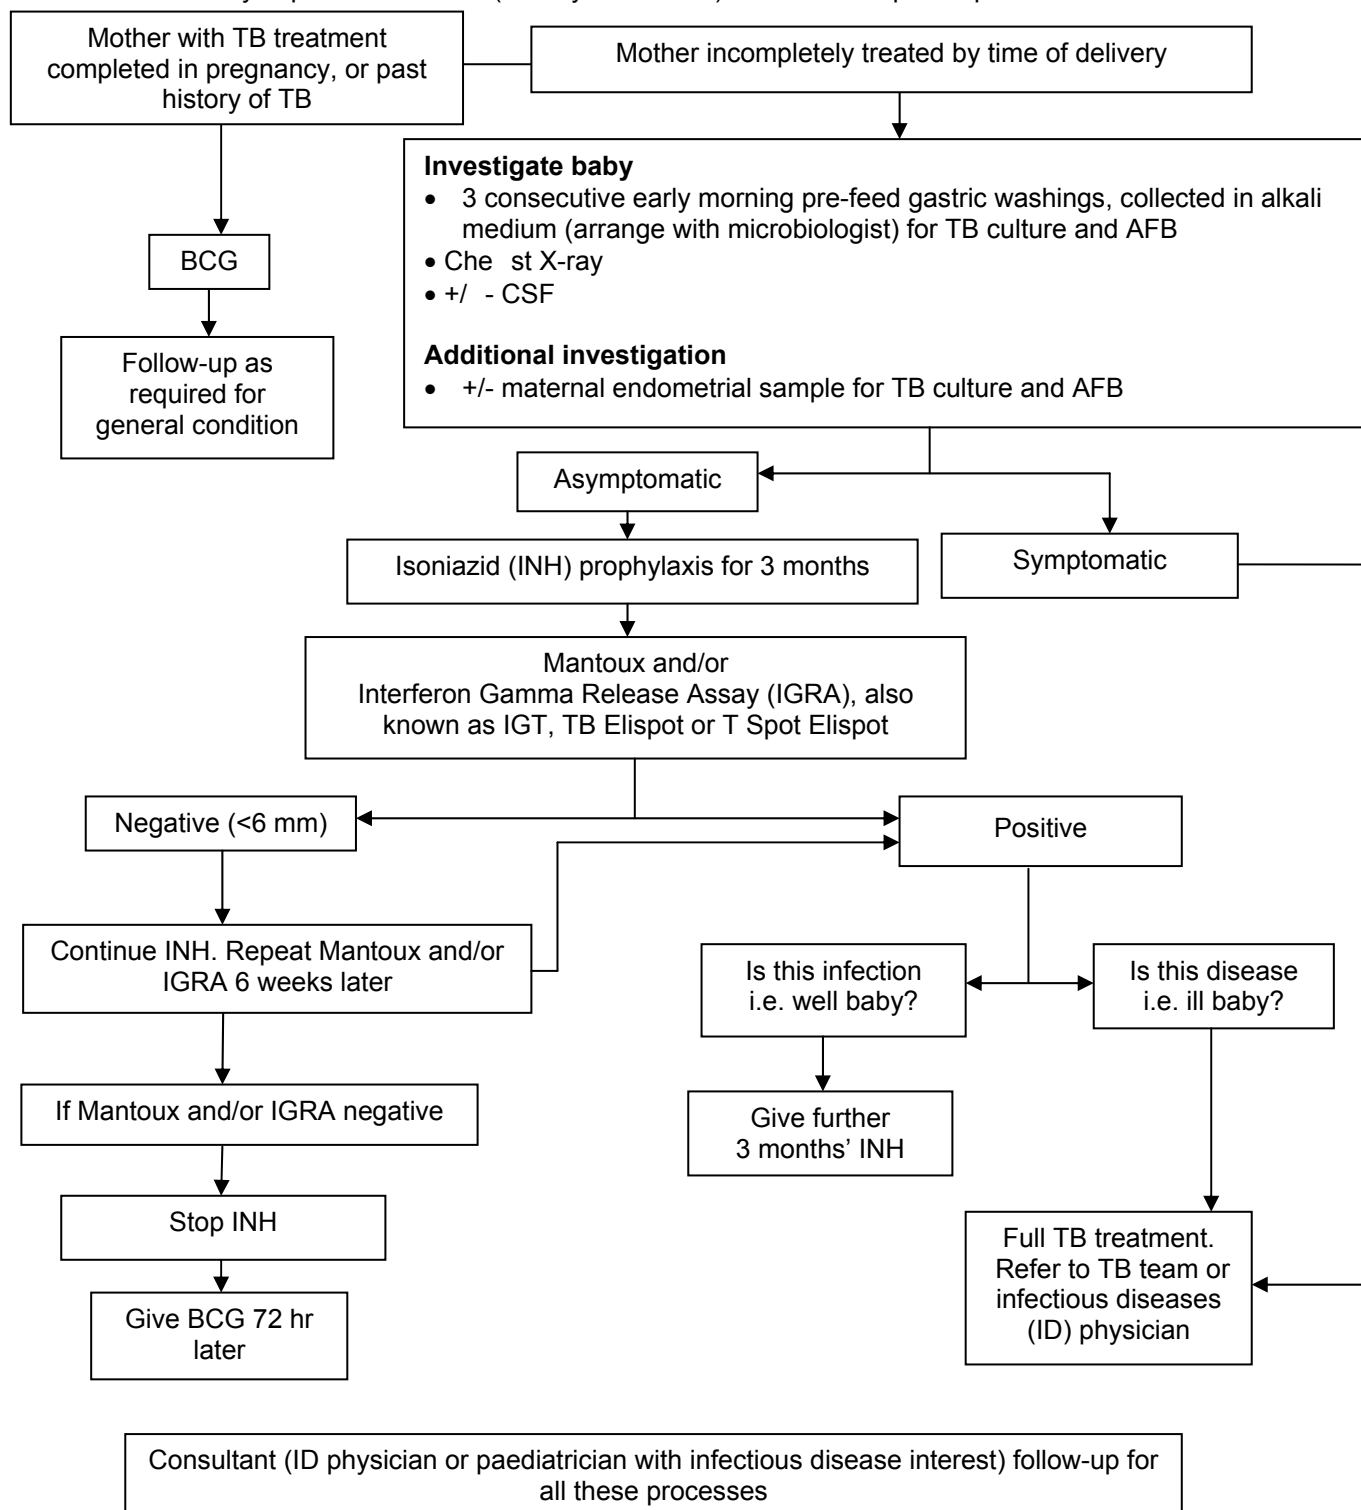 Mother with TB treatment
completed in pregnancy, or past
history of TB
Mother incompletely treated by time of delivery
Investigate baby
• 3 consecutive early morning pre-feed gastric washings, collected in alkali
medium (arrange with microbiologist) for TB culture and AFB
• Che st X-ray
• +/ - CSF
Additional investigation
• +/- maternal endometrial sample for TB culture and AFB
BCG
Follow-up as
required for
general condition
Asymptomatic
Symptomatic
Isoniazid (INH) prophylaxis for 3 months
Mantoux and/or
Interferon Gamma Release Assay (IGRA), also
known as IGT, TB Elispot or T Spot Elispot
Negative (<6 mm)
Positive
Continue INH. Repeat Mantoux and/or
IGRA 6 weeks later
Is this infection
i.e. well baby?
Is this disease
i.e. ill baby?
If Mantoux and/or IGRA negative
Give further
3 months’ INH
Stop INH
Full TB treatment.
Refer to TB team or
infectious diseases
(ID) physician
Give BCG 72 hr
later
Consultant (ID physician or paediatrician with infectious disease interest) follow-up for
all these processes